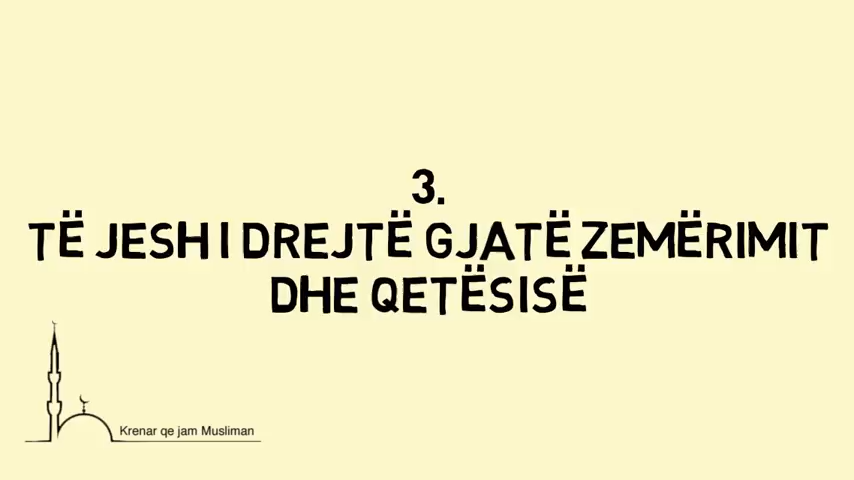 3.
TË JESH I DREJTË GJATË ZEMËRIMIT
DHE QETËSISË
Krenar qe jam Musliman